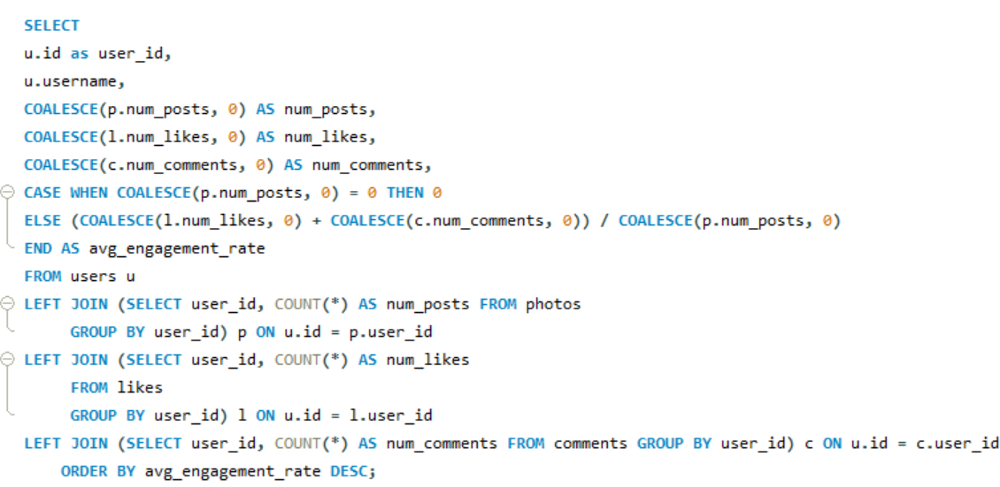 SELECT
u.id as user_id,
u.username,
COALESCE(p.num_posts, 0) AS num_posts,
COALESCE(l.num_likes, 0) AS num_likes,
COALESCE(c.num_comments, 0) AS num_comments,
CASE WHEN COALESCE(p.num_posts, 0) = 0 THEN 0
ELSE (COALESCE(l.num_likes, 0) + COALESCE(c.num_comments, 0)) / COALESCE(p.num_posts, 0)
END AS avg_engagement_rate
FROM users u
LEFT JOIN (SELECT user_id, COUNT(*) AS num_posts FROM photos
GROUP BY user_id) p ON u.id = p.user_id
LEFT JOIN (SELECT user_id, COUNT(*) AS num_likes
FROM likes
GROUP BY user_id) l ON u.id = l.user_id
LEFT JOIN (SELECT user_id, COUNT(*) AS num_comments FROM comments GROUP BY user_id) c ON u.id = c.user_id
ORDER BY avg_engagement_rate DESC;